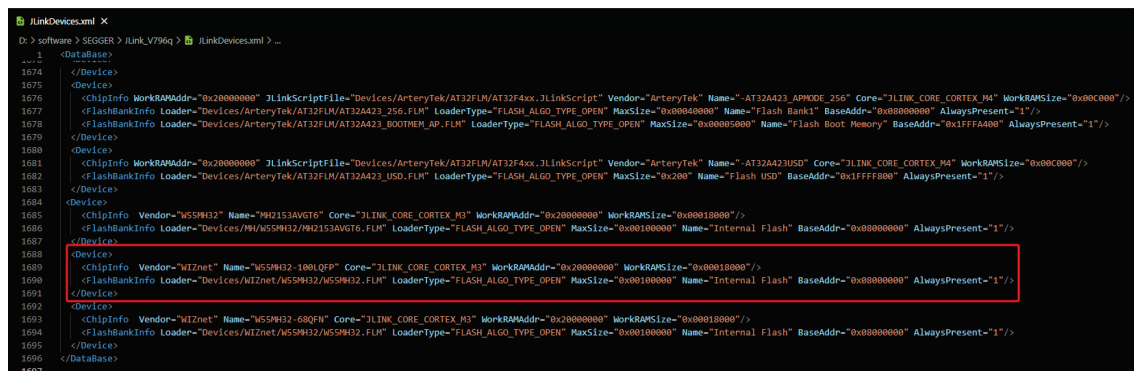 JLinkDevices.xml ×
D: > software > SEGGER > JLink_V796q > JLinkDevices.xml > ...
1 <DataBase>
1674 </Device>
1675 <Device>
1676 <ChipInfo WorkRAMAddr="0x20000000" JLinkScriptFile="Devices/ArteryTek/AT32FLM/AT32F4xx.JLinkScript" Vendor="ArteryTek" Name="-AT32A423_APMODE_256" Core="JLINK_CORE_CORTEX_M4" WorkRAMSize="0x00C000"/>
1677 <FlashBankInfo Loader="Devices/ArteryTek/AT32FLM/AT32A423_256.FLM" LoaderType="FLASH_ALGO_TYPE_OPEN" MaxSize="0x00040000" Name="Flash Bank1" BaseAddr="0x08000000" AlwaysPresent="1"/>
1678 <FlashBankInfo Loader="Devices/ArteryTek/AT32FLM/AT32A423_BOOTMEM_AP.FLM" LoaderType="FLASH_ALGO_TYPE_OPEN" MaxSize="0x00005000" Name="Flash Boot Memory" BaseAddr="0x1FFFA400" AlwaysPresent="1"/>
1679 </Device>
1680 <Device>
1681 <ChipInfo WorkRAMAddr="0x20000000" JLinkScriptFile="Devices/ArteryTek/AT32FLM/AT32F4xx.JLinkScript" Vendor="ArteryTek" Name="-AT32A423USD" Core="JLINK_CORE_CORTEX_M4" WorkRAMSize="0x00C000"/>
1682 <FlashBankInfo Loader="Devices/ArteryTek/AT32FLM/AT32A423_USD.FLM" LoaderType="FLASH_ALGO_TYPE_OPEN" MaxSize="0x200" Name="Flash USD" BaseAddr="0x1FFFF800" AlwaysPresent="1"/>
1683 </Device>
1684 <Device>
1685 <ChipInfo Vendor="W55MH32" Name="MH2153AVGT6" Core="JLINK_CORE_CORTEX_M3" WorkRAMAddr="0x20000000" WorkRAMSize="0x00018000"/>
1686 <FlashBankInfo Loader="Devices/MH/W55MH32/MH2153AVGT6.FLM" LoaderType="FLASH_ALGO_TYPE_OPEN" MaxSize="0x00100000" Name="Internal Flash" BaseAddr="0x08000000" AlwaysPresent="1"/>
1687 </Device>
1688 <Device>
1689 <ChipInfo Vendor="WIZnet" Name="W55MH32-100LQFP" Core="JLINK_CORE_CORTEX_M3" WorkRAMAddr="0x20000000" WorkRAMSize="0x00018000"/>
1690 <FlashBankInfo Loader="Devices/WIZnet/W55MH32/W55MH32.FLM" LoaderType="FLASH_ALGO_TYPE_OPEN" MaxSize="0x00100000" Name="Internal Flash" BaseAddr="0x08000000" AlwaysPresent="1"/>
1691 </Device>
1692 <Device>
1693 <ChipInfo Vendor="WIZnet" Name="W55MH32-68QFN" Core="JLINK_CORE_CORTEX_M3" WorkRAMAddr="0x20000000" WorkRAMSize="0x00018000"/>
1694 <FlashBankInfo Loader="Devices/WIZnet/W55MH32/W55MH32.FLM" LoaderType="FLASH_ALGO_TYPE_OPEN" MaxSize="0x00100000" Name="Internal Flash" BaseAddr="0x08000000" AlwaysPresent="1"/>
1695 </Device>
1696 </DataBase>
1697